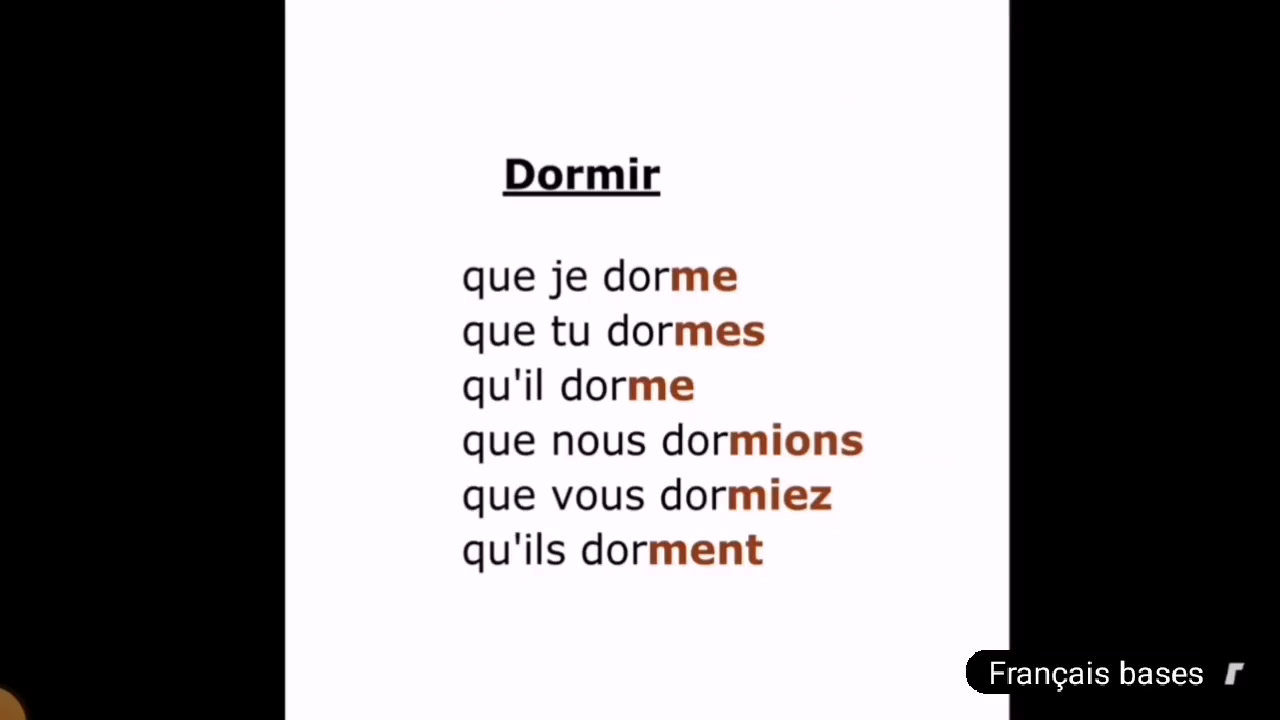 Dormir
que je dorme
que tu dormes
qu'il dorme
que nous dormions
que vous dormiez
qu'ils dorment
Français bases